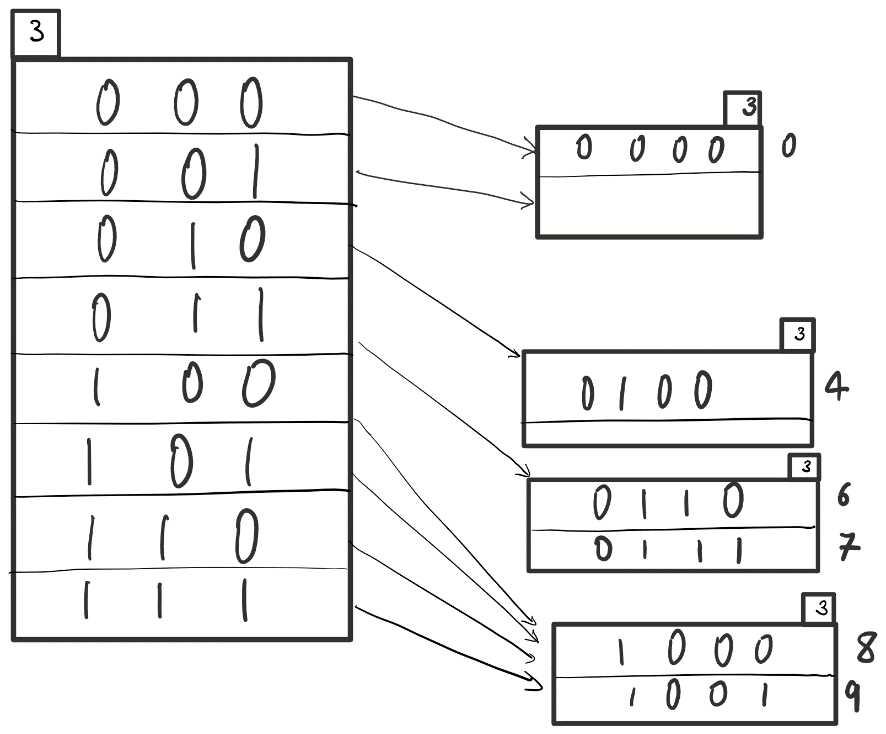 3
0 0 0
0 0 1
0 1 0
0 1 1
1 0 0
1 0 1
1 1 0
1 1 1
3
0 0 0 0 0
3
0 1 0 0 4
3
0 1 1 0 6
0 1 1 1 7
3
1 0 0 0 8
1 0 0 1 9